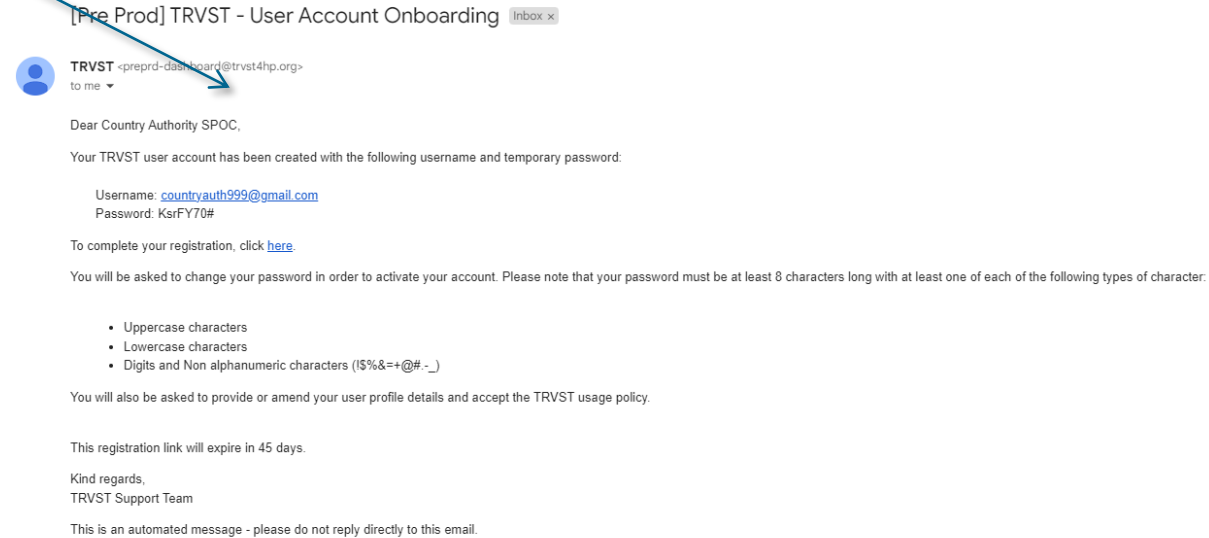 [Pre Prod] TRVST - User Account Onboarding Inbox ×
TRVST <preprd-dashboard@trvst4hp.org>
to me
Dear Country Authority SPOC,
Your TRVST user account has been created with the following username and temporary password:
Username: countryauth999@gmail.com
Password: KsrFY70#
To complete your registration, click here.
You will be asked to change your password in order to activate your account. Please note that your password must be at least 8 characters long with at least one of each of the following types of character:
• Uppercase characters
• Lowercase characters
• Digits and Non alphanumeric characters (!$%&=+@#.-_)
You will also be asked to provide or amend your user profile details and accept the TRVST usage policy.
This registration link will expire in 45 days.
Kind regards,
TRVST Support Team
This is an automated message - please do not reply directly to this email.